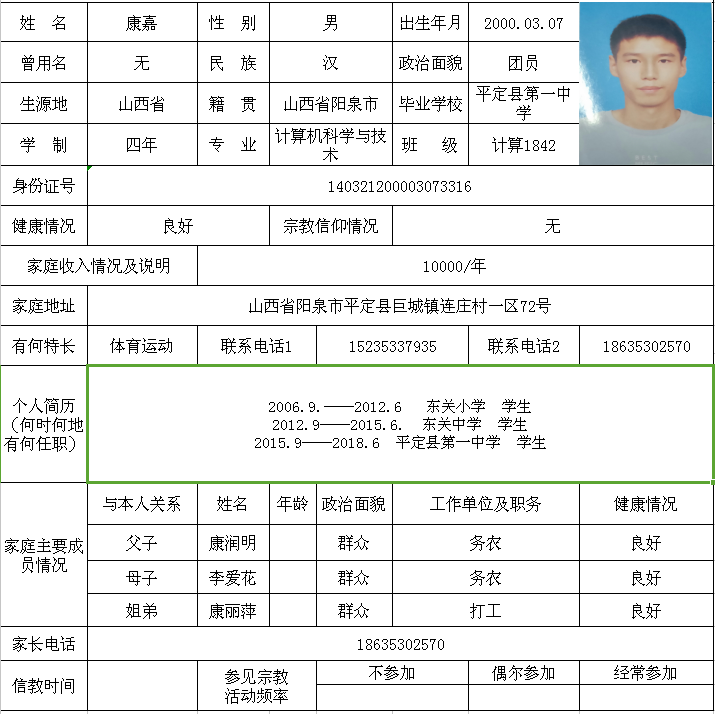 姓 名 康嘉 性 别 男 出生年月 2000.03.07
曾用名 无 民 族 汉 政治面貌 团员
生源地 山西省 籍 贯 山西省阳泉市 毕业学校 平定县第一中学
学 制 四年 专 业 计算机科学与技术 班 级 计算1842
身份证号 140321200003073316
健康情况 良好 宗教信仰情况 无
家庭收入情况及说明 10000/年
家庭地址 山西省阳泉市平定县巨城镇连庄村一区72号
有何特长 体育运动 联系电话1 15235337935 联系电话2 18635302570
个人简历
（何时何地
有何任职）
2006.9.——2012.6 东关小学 学生
2012.9——2015.6. 东关中学 学生
2015.9——2018.6 平定县第一中学 学生
家庭主要成
员情况
与本人关系 姓名 年龄 政治面貌 工作单位及职务 健康情况
父子 康润明 群众 务农 良好
母子 李爱花 群众 务农 良好
姐弟 康丽萍 群众 打工 良好
家长电话 18635302570
信教时间 参见宗教
活动频率
不参加 偶尔参加 经常参加